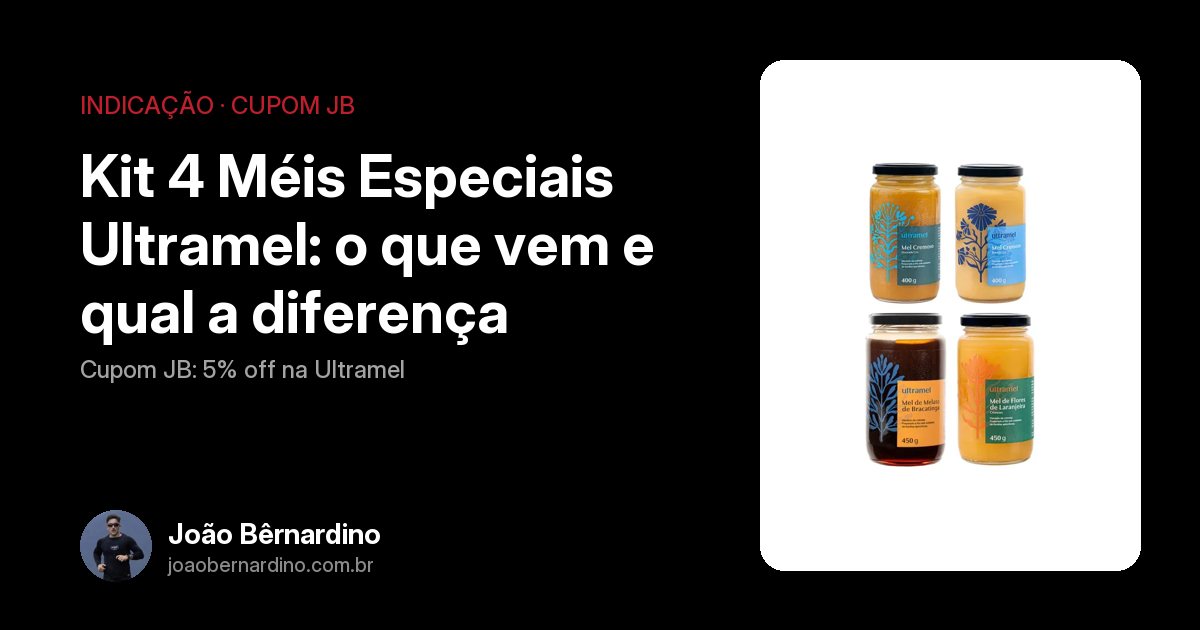 INDICAÇÃO · CUPOM JB
Kit 4 Méis Especiais
Ultramel: o que vem e
qual a diferença
Cupom JB: 5% off na Ultramel
João Bêrnardino
joaobernardino.com.br
ultramel
Mel Cremoso
400 g
ultramel
Mel Cremoso
400 g
ultramel
Mel de Melato
de Bracatinga
450 g
ultramel
Mel de Flores
de Laranjeira
450 g